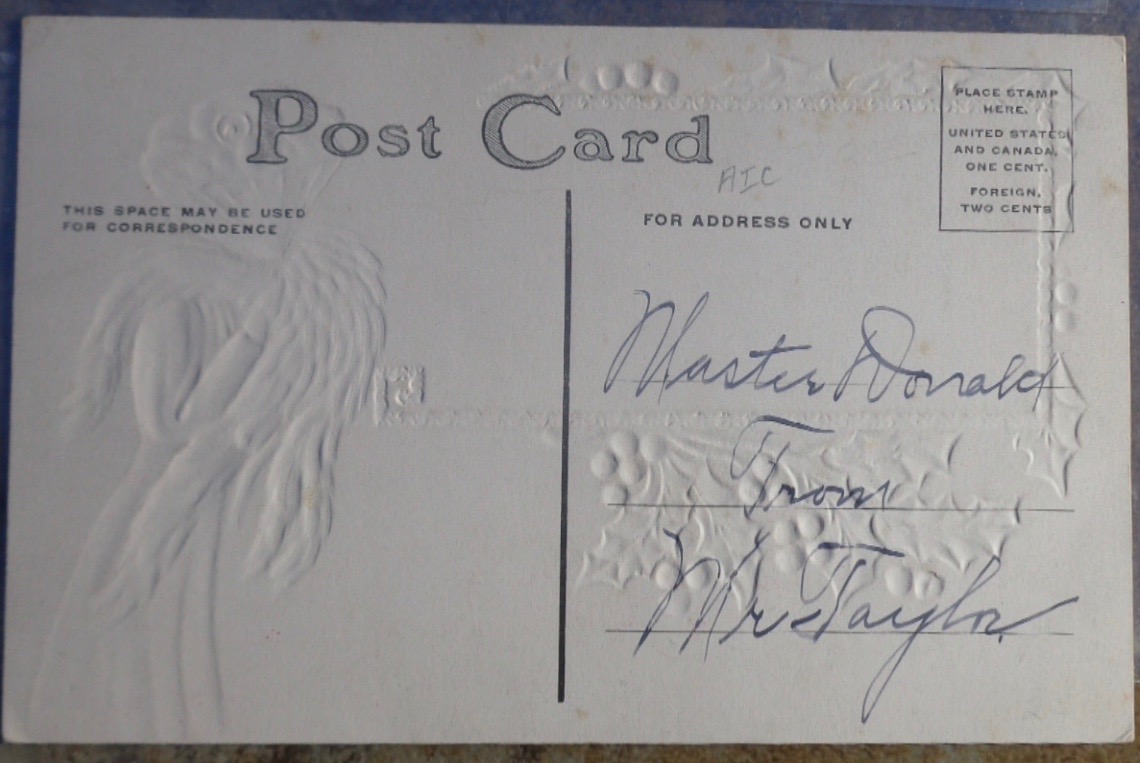 Post Card
AIC
THIS SPACE MAY BE USED
FOR CORRESPONDENCE
FOR ADDRESS ONLY
PLACE STAMP
HERE.
UNITED STATES
AND CANADA,
ONE CENT.
FOREIGN,
TWO CENTS
Master Donald
From
Mr Taylor